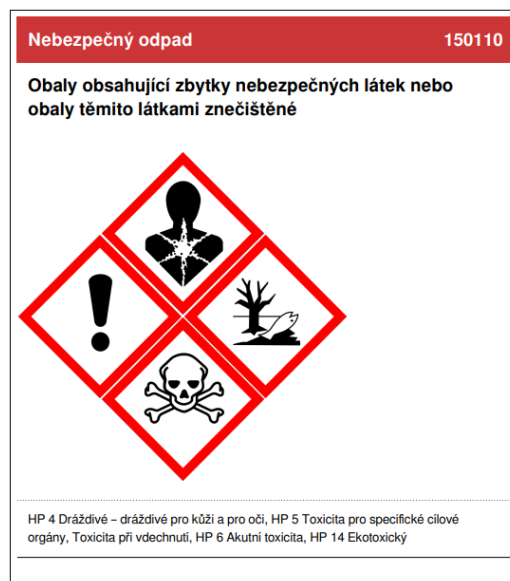 Nebezpečný odpad 150110
Obaly obsahující zbytky nebezpečných látek nebo
obaly těmito látkami znečištěné
HP 4 Dráždivé – dráždivé pro kůži a pro oči, HP 5 Toxicita pro specifické cílové
orgány, Toxicita při vdechnutí, HP 6 Akutní toxicita, HP 14 Ekotoxický